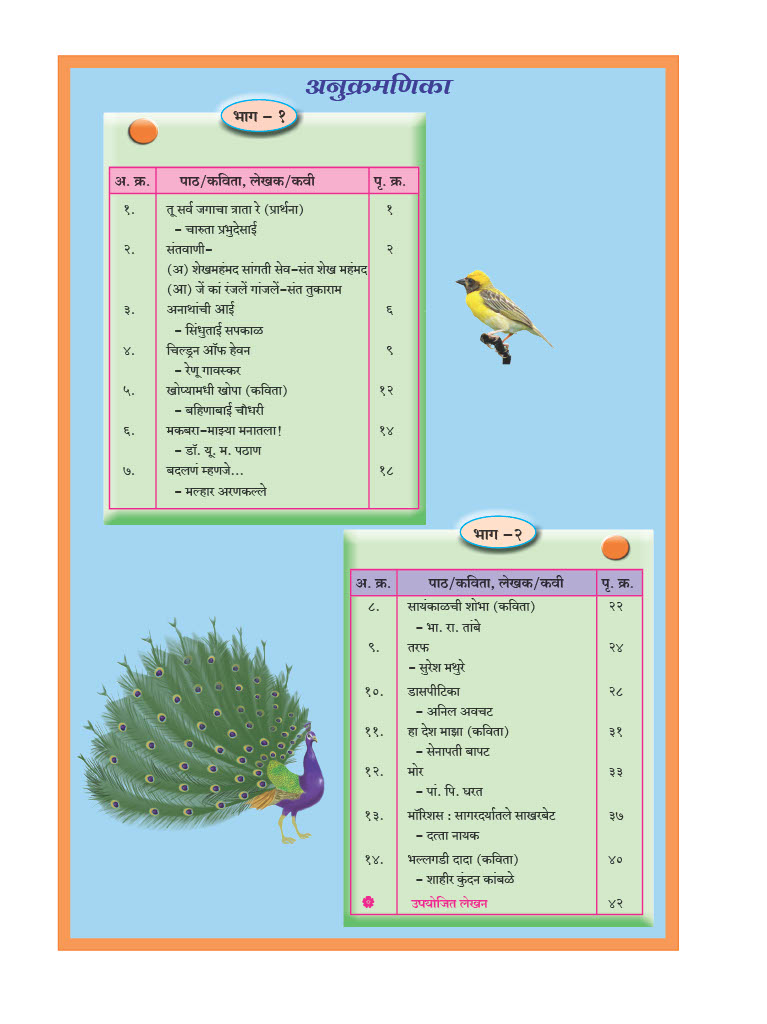 अनुक्रमणिका
भाग – १
अ. क्र. पाठ/कविता, लेखक/कवी पृ. क्र.
१. तू सर्व जगाचा त्राता रे (प्रार्थना) १
– चारुता प्रभुदेसाई
२. संतवाणी– २
(अ) शेखमहंमद सांगती सेव–संत शेख महंमद
(आ) जें कां रंजलें गांजलें–संत तुकाराम
३. अनाथांची आई ६
– सिंधुताई सपकाळ
४. चिल्ड्रन ऑफ हेवन ९
– रेणू गावस्कर
५. खोप्यामधी खोपा (कविता) १२
– बहिणाबाई चौधरी
६. मकबरा–माझ्या मनातला! १४
– डॉ. यू. म. पठाण
७. बदलणं म्हणजे... १८
– मल्हार अरणकल्ले
भाग –२
अ. क्र. पाठ/कविता, लेखक/कवी पृ. क्र.
८. सायंकाळची शोभा (कविता) २२
– भा. रा. तांबे
९. तरफ २४
– सुरेश मथुरे
१०. डासपीटिका २८
– अनिल अवचट
११. हा देश माझा (कविता) ३१
– सेनापती बापट
१२. मोर ३३
– पां. पि. घरत
१३. मॉरिशस : सागरदर्यातले साखरबेट ३७
– दत्ता नायक
१४. भल्लगडी दादा (कविता) ४०
– शाहीर कुंदन कांबळे
उपयोजित लेखन ४२